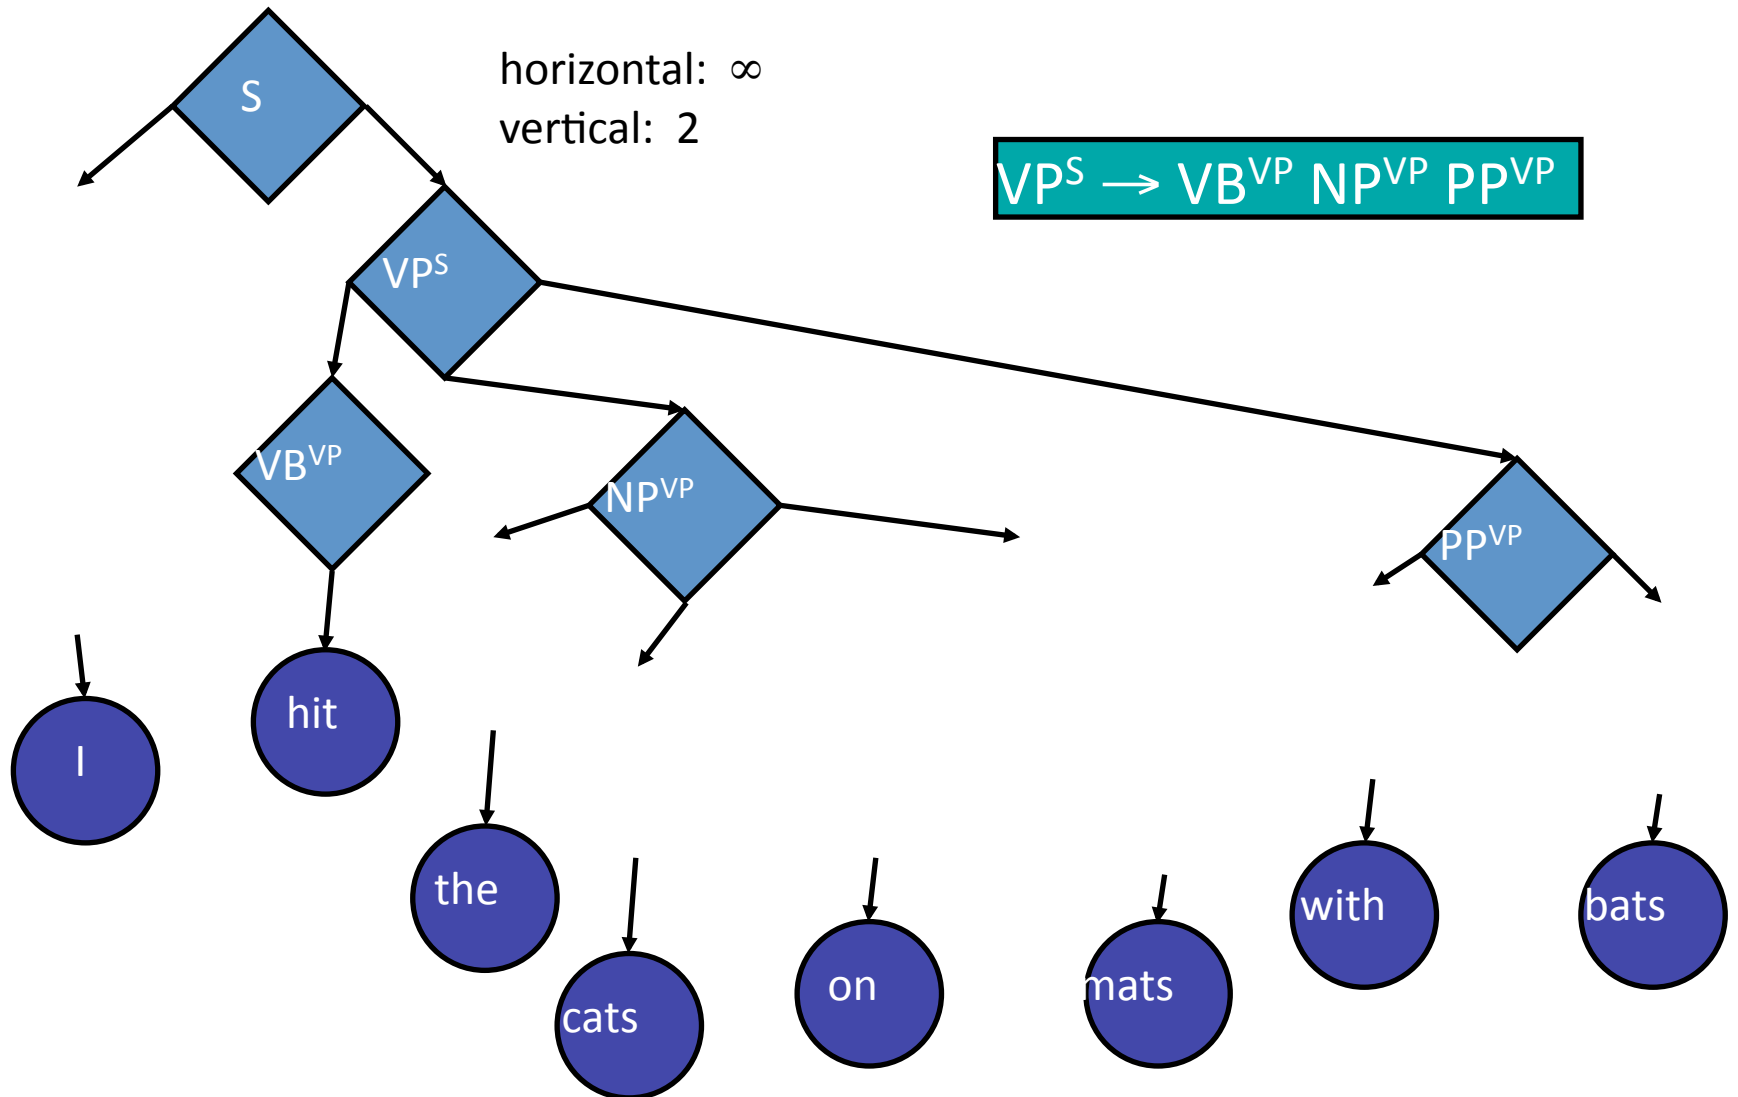 S
horizontal: ∞
vertical: 2
VP^S → VB^VP NP^VP PP^VP
VP^S
VB^VP
NP^VP
PP^VP
I
hit
the
cats
on
mats
with
bats